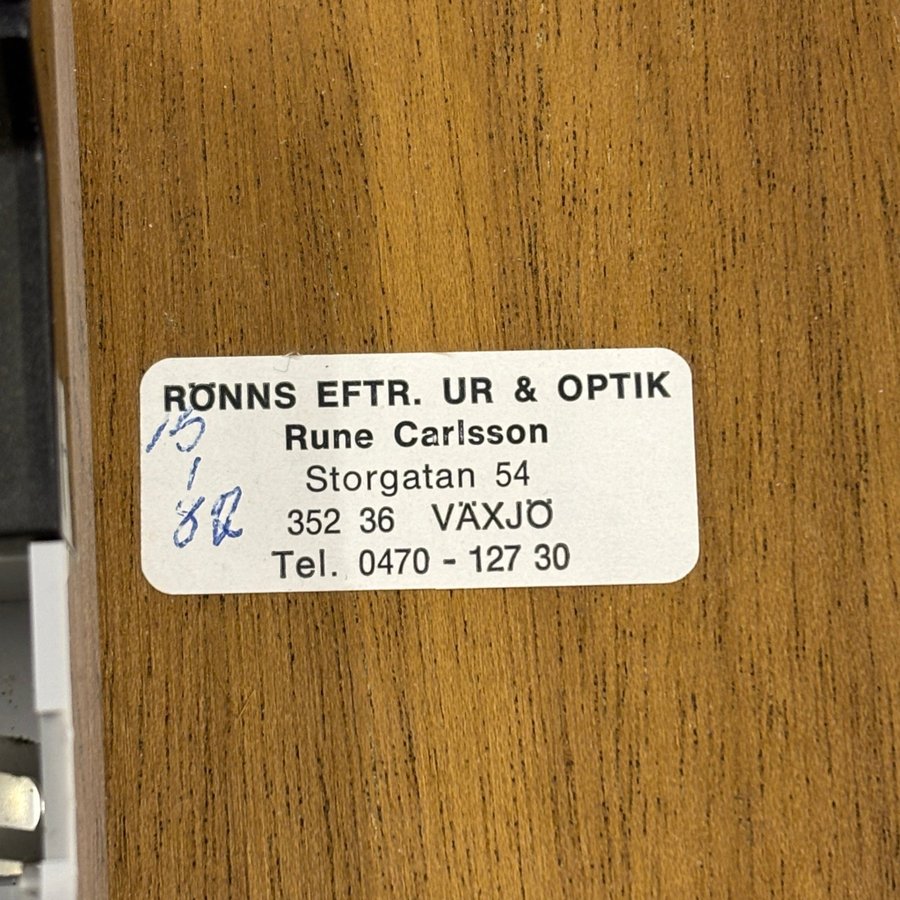 RÖNNS EFTR. UR & OPTIK
Rune Carlsson
Storgatan 54
352 36 VÄXJÖ
Tel. 0470 - 127 30
15
1
82